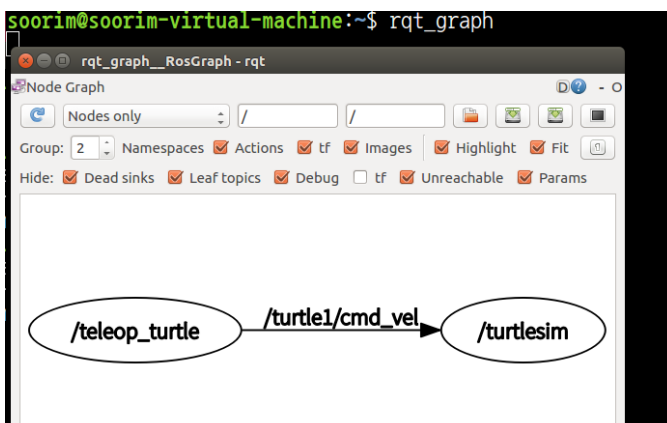 soorim@soorim-virtual-machine:~$ rqt_graph
rqt_graph__RosGraph - rqt
Node Graph D - O
Nodes only / /
Group: 2 Namespaces Actions tf Images Highlight Fit
Hide: Dead sinks Leaf topics Debug tf Unreachable Params
/teleop_turtle /turtle1/cmd_vel /turtlesim